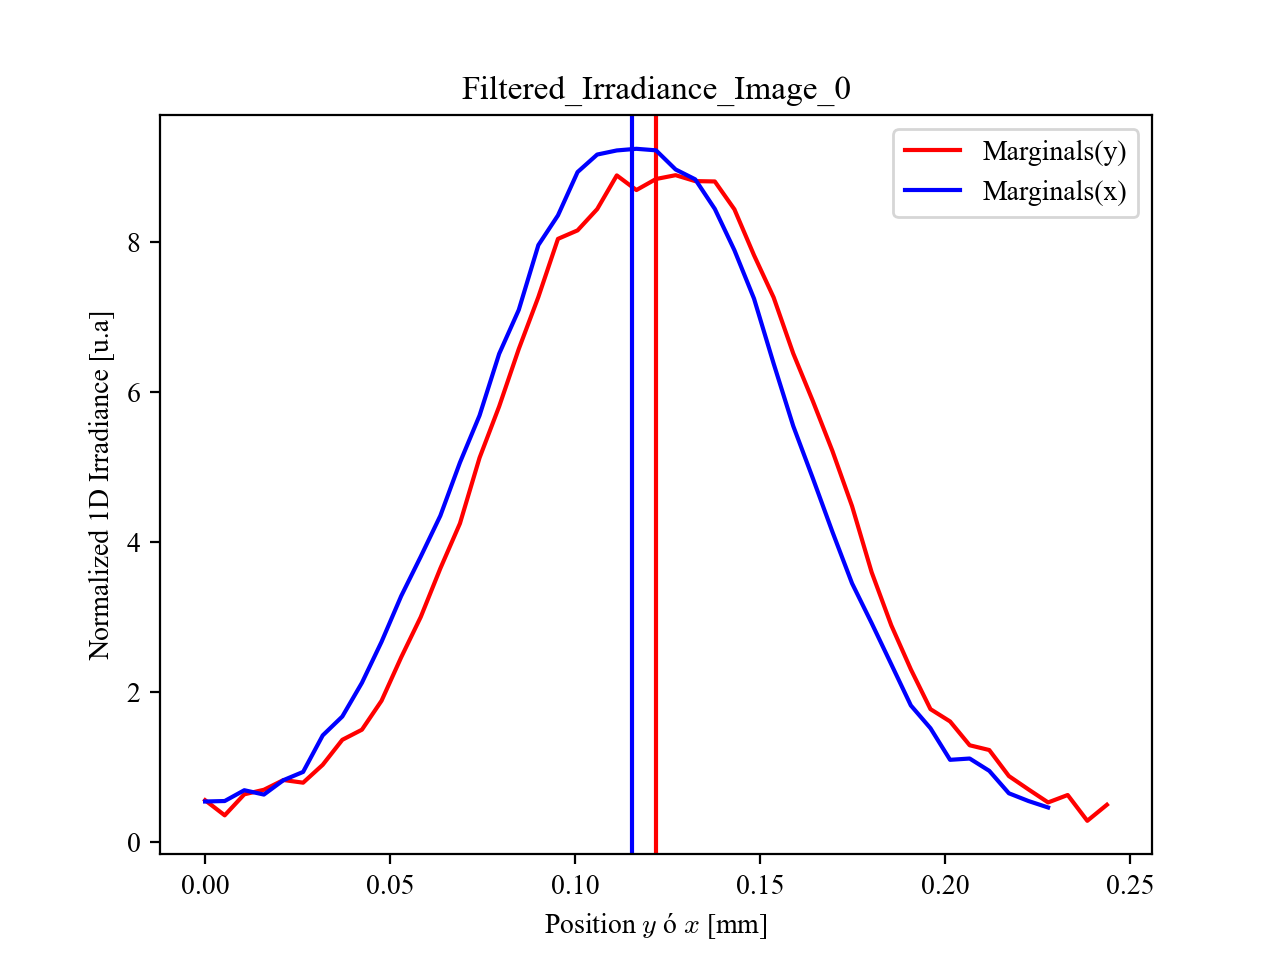 Filtered_Irradiance_Image_0
Marginals(y)
Marginals(x)
Normalized 1D Irradiance [u.a]
8
6
4
2
0
0.00 0.05 0.10 0.15 0.20 0.25
Position y ó x [mm]